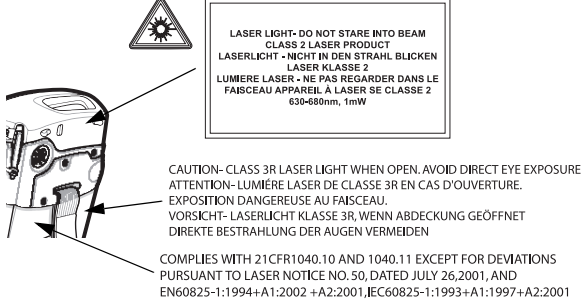 LASER LIGHT- DO NOT STARE INTO BEAM
CLASS 2 LASER PRODUCT
LASERLICHT - NICHT IN DEN STRAHL BLICKEN
LASER KLASSE 2
LUMIERE LASER - NE PAS REGARDER DANS LE
FAISCEAU APPAREIL À LASER SE CLASSE 2
630-680nm, 1mW
CAUTION- CLASS 3R LASER LIGHT WHEN OPEN. AVOID DIRECT EYE EXPOSURE
ATTENTION- LUMIÉRE LASER DE CLASSE 3R EN CAS D'OUVERTURE.
EXPOSITION DANGEREUSE AU FAISCEAU.
VORSICHT- LASERLICHT KLASSE 3R, WENN ABDECKUNG GEÖFFNET
DIREKTE BESTRAHLUNG DER AUGEN VERMEIDEN
COMPLIES WITH 21CFR1040.10 AND 1040.11 EXCEPT FOR DEVIATIONS
PURSUANT TO LASER NOTICE NO. 50, DATED JULY 26,2001, AND
EN60825-1:1994+A1:2002 +A2:2001,IEC60825-1:1993+A1:1997+A2:2001